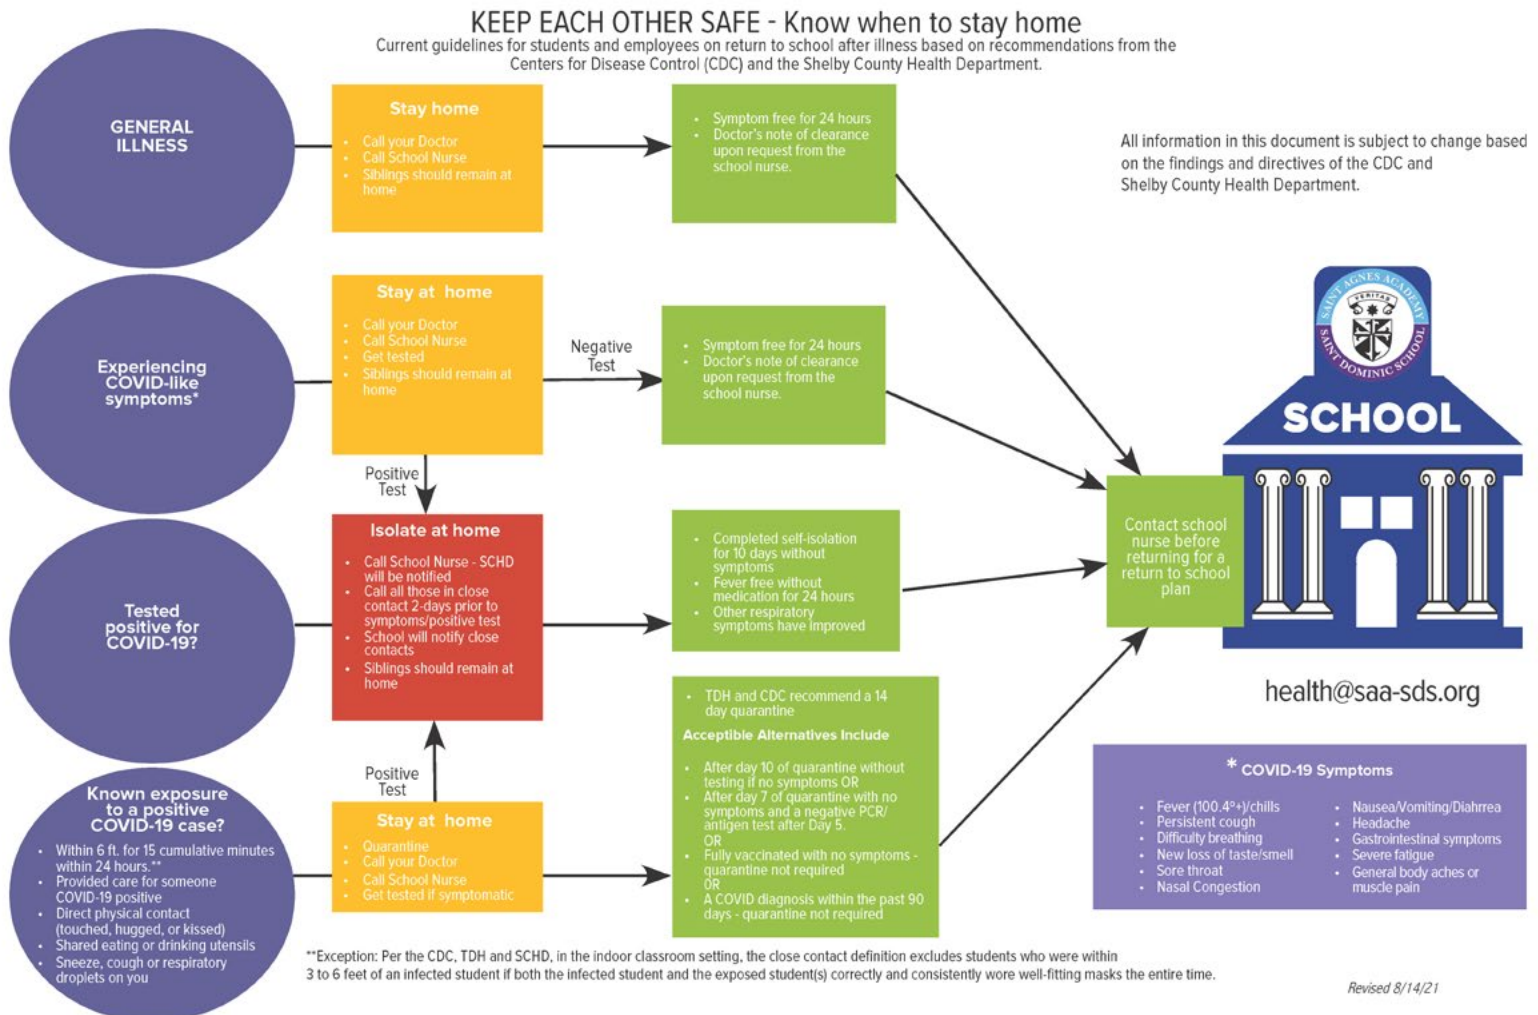 KEEP EACH OTHER SAFE - Know when to stay home
Current guidelines for students and employees on return to school after illness based on recommendations from the
Centers for Disease Control (CDC) and the Shelby County Health Department.
GENERAL
ILLNESS
Stay home
• Call your Doctor
• Call School Nurse
• Siblings should remain at
home
• Symptom free for 24 hours
• Doctor's note of clearance
upon request from the
school nurse.
All information in this document is subject to change based
on the findings and directives of the CDC and
Shelby County Health Department.
Experiencing
COVID-like
symptoms*
Stay at home
• Call your Doctor
• Call School Nurse
• Get tested
• Siblings should remain at
home
Negative
Test
• Symptom free for 24 hours
• Doctor's note of clearance
upon request from the
school nurse.
Positive
Test
Tested
positive for
COVID-19?
Isolate at home
• Call School Nurse - SCHD
will be notified
• Call all those in close
contact 2-days prior to
symptoms/positive test
• School will notify close
contacts
• Siblings should remain at
home
• Completed self-isolation
for 10 days without
symptoms
• Fever free without
medication for 24 hours
• Other respiratory
symptoms have improved
Known exposure
to a positive
COVID-19 case?
• Within 6 ft. for 15 cumulative minutes
within 24 hours.**
• Provided care for someone
COVID-19 positive
• Direct physical contact
(touched, hugged, or kissed)
• Shared eating or drinking utensils
• Sneeze, cough or respiratory
droplets on you
Positive
Test
Stay at home
• Quarantine
• Call your Doctor
• Call School Nurse
• Get tested if symptomatic
• TDH and CDC recommend a 14
day quarantine
Acceptible Alternatives Include
• After day 10 of quarantine without
testing if no symptoms OR
• After day 7 of quarantine with no
symptoms and a negative PCR/
antigen test after Day 5.
OR
• Fully vaccinated with no symptoms -
quarantine not required
OR
• A COVID diagnosis within the past 90
days - quarantine not required
Contact school
nurse before
returning for a
return to school
plan
SAINT AGNES ACADEMY
VERITAS
SAINT DOMINIC SCHOOL
SCHOOL
health@saa-sds.org
* COVID-19 Symptoms
• Fever (100.4º+)/chills
• Persistent cough
• Difficulty breathing
• New loss of taste/smell
• Sore throat
• Nasal Congestion
• Nausea/Vomiting/Diahrrea
• Headache
• Gastrointestinal symptoms
• Severe fatigue
• General body aches or
muscle pain
**Exception: Per the CDC, TDH and SCHD, in the indoor classroom setting, the close contact definition excludes students who were within
3 to 6 feet of an infected student if both the infected student and the exposed student(s) correctly and consistently wore well-fitting masks the entire time.
Revised 8/14/21